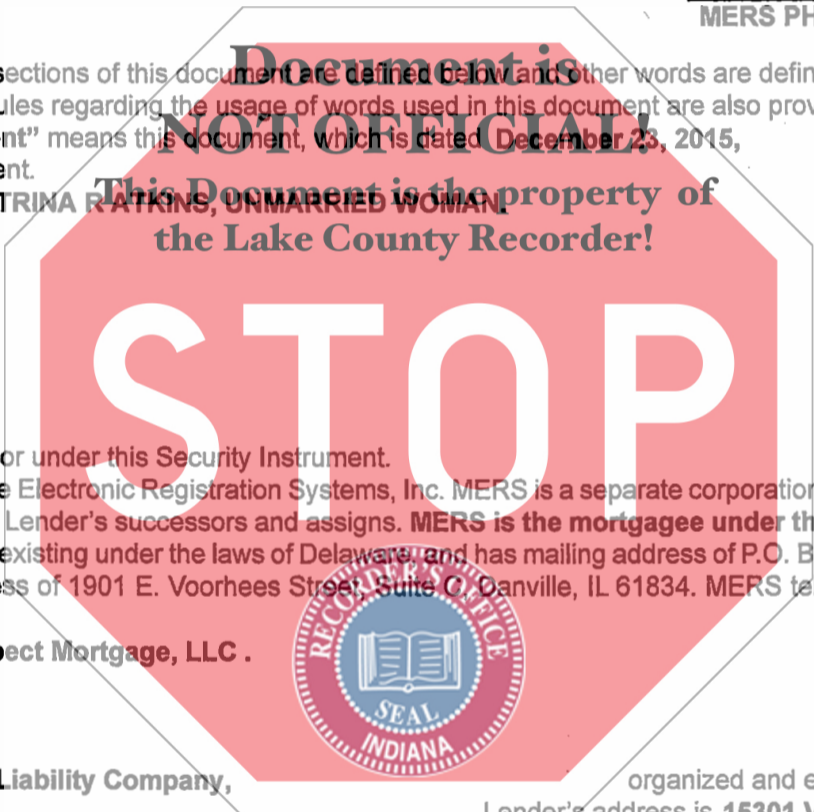 MERS PH
Document is
sections of this document are defined below and other words are defin
ules regarding the usage of words used in this document are also prov
NOT OFFICIAL!
nt” means this document, which is dated December 23, 2015,
ent.
This Document is the property of
TRINA R ATKINS, UNMARRIED WOMAN.
the Lake County Recorder!
STOP
or under this Security Instrument.
e Electronic Registration Systems, Inc. MERS is a separate corporation
Lender's successors and assigns. MERS is the mortgagee under th
existing under the laws of Delaware, and has mailing address of P.O. B
ss of 1901 E. Voorhees Street, Suite C, Danville, IL 61834. MERS te
RECORDER'S OFFICE
ect Mortgage, LLC .
SEAL
INDIANA
Liability Company,
organized and e
Lender's address is 15301 V